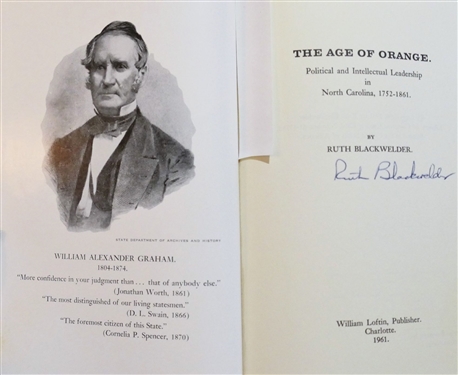 STATE DEPARTMENT OF ARCHIVES AND HISTORY
WILLIAM ALEXANDER GRAHAM.
1804-1874.
"More confidence in your judgment than... that of anybody else."
(Jonathan Worth, 1861)
"The most distinguished of our living statesmen."
(D. L. Swain, 1866)
"The foremost citizen of this State."
(Cornelia P. Spencer, 1870)
THE AGE OF ORANGE.
Political and Intellectual Leadership
in
North Carolina, 1752-1861.
BY
RUTH BLACKWELDER.
Ruth Blackwelder
William Loftin, Publisher.
Charlotte.
1961.